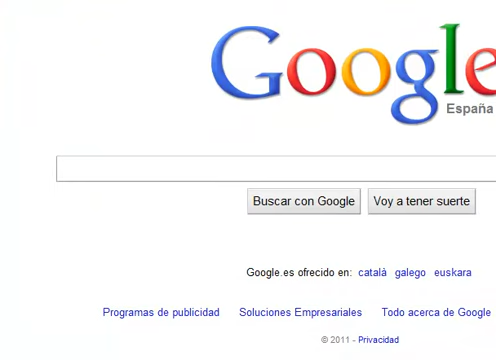 Google
España
Buscar con Google Voy a tener suerte
Google.es ofrecido en: català galego euskara
Programas de publicidad Soluciones Empresariales Todo acerca de Google
© 2011 - Privacidad